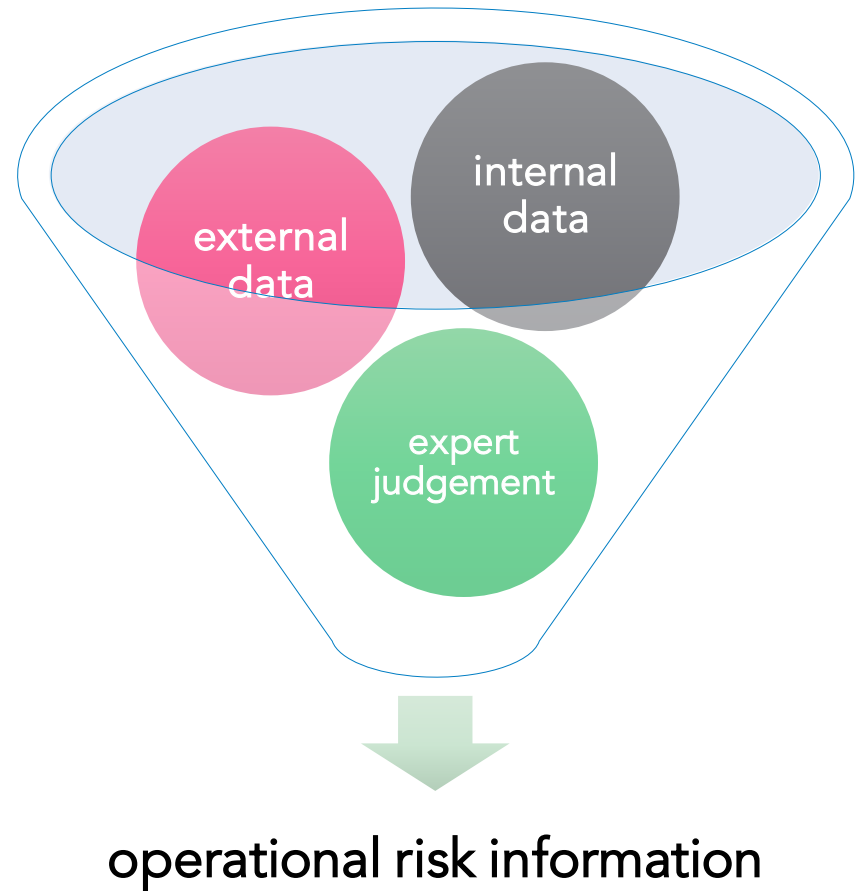 internal
data
external
data
expert
judgement
operational risk information